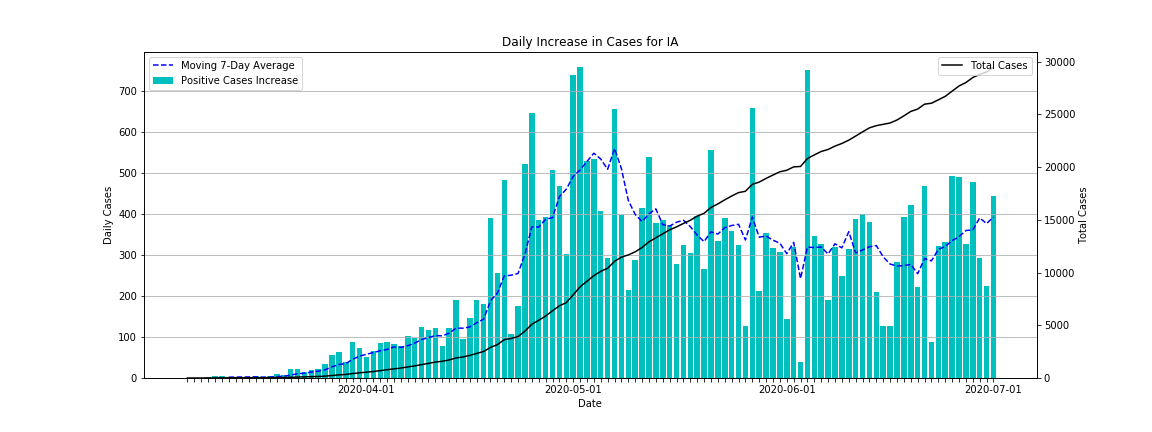 Daily Increase in Cases for IA
Moving 7-Day Average
Positive Cases Increase
Total Cases
700
600
500
400
300
200
100
0
Daily Cases
30000
25000
20000
15000
10000
5000
0
Total Cases
2020-04-01
2020-05-01
2020-06-01
2020-07-01
Date